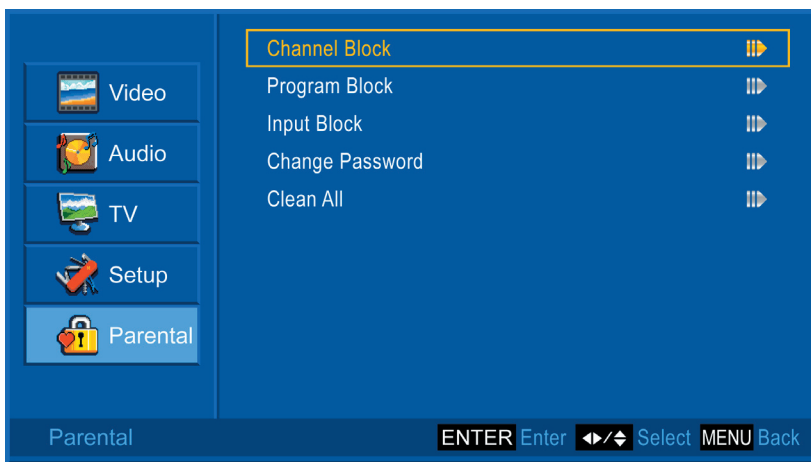 Video
Audio
TV
Setup
Parental
Channel Block
Program Block
Input Block
Change Password
Clean All
Parental
ENTER Enter Select MENU Back